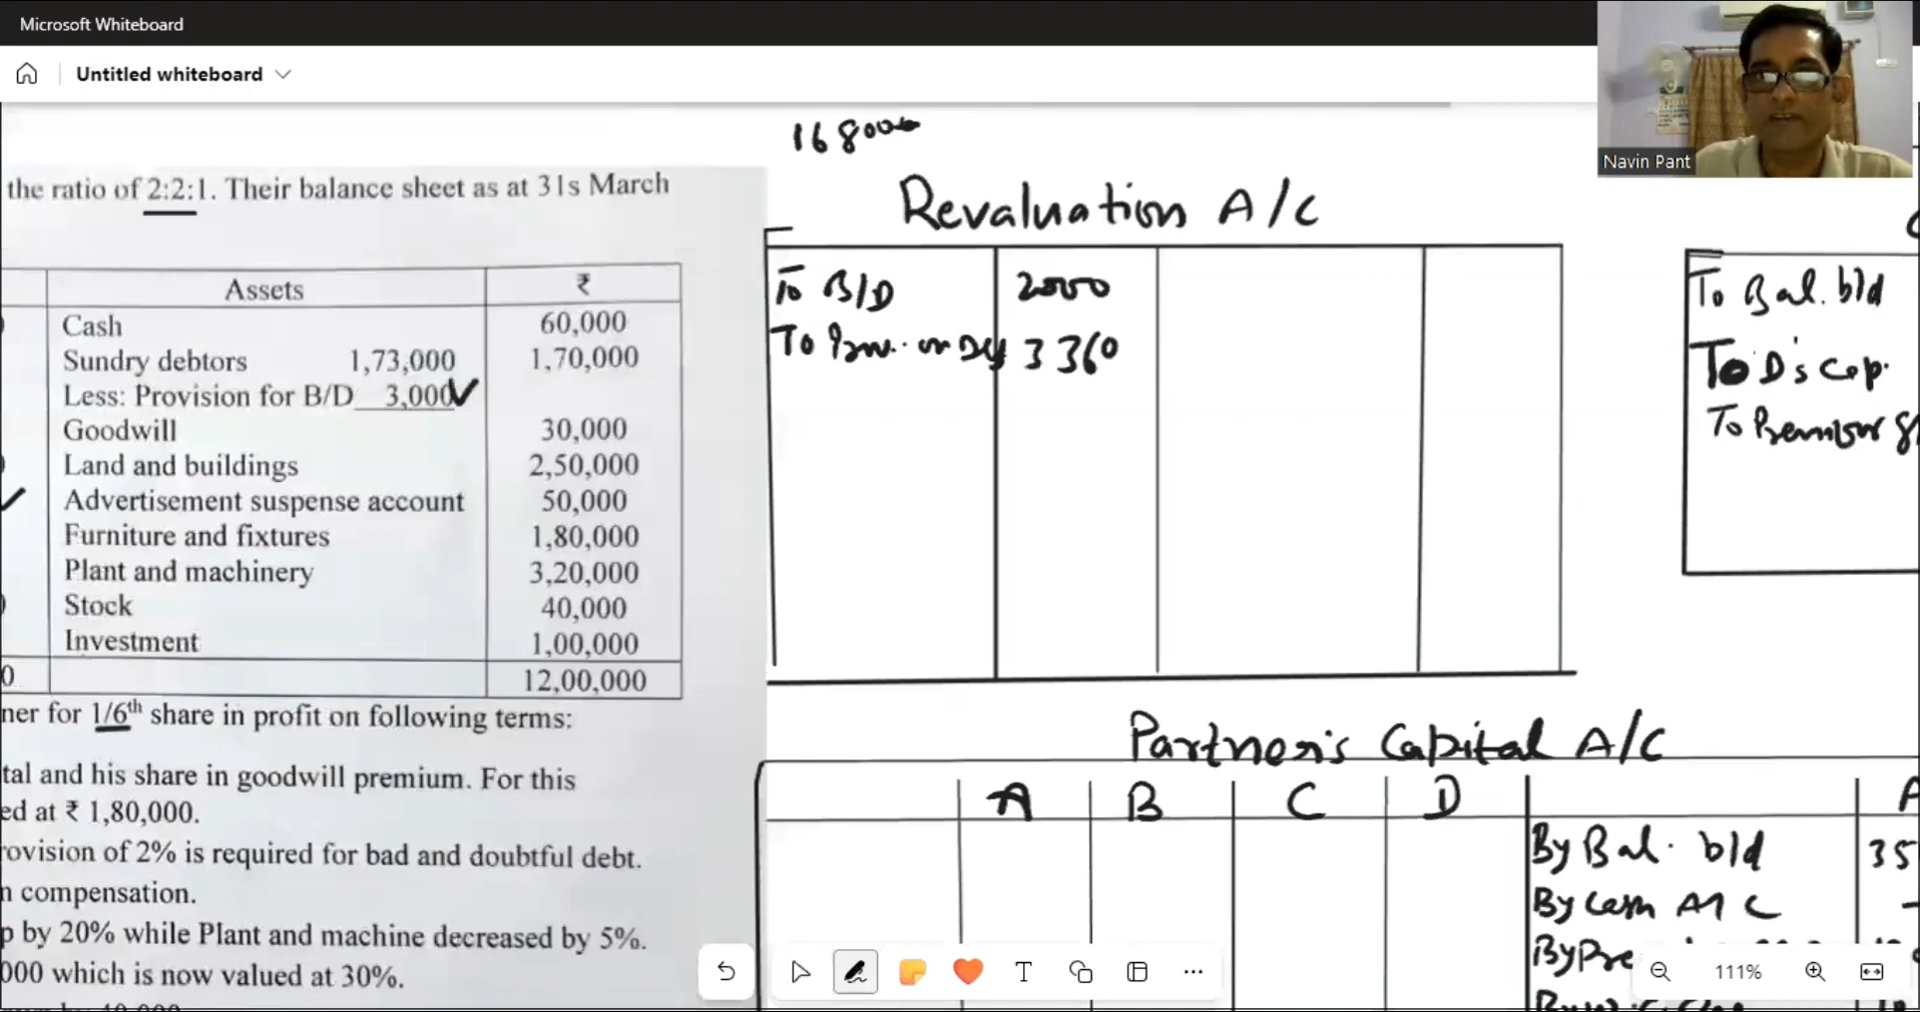 Microsoft Whiteboard
Untitled whiteboard
Navin Pant
168000
the ratio of 2:2:1. Their balance sheet as at 31s March
Assets ₹
Cash 60,000
Sundry debtors 1,73,000 1,70,000
Less: Provision for B/D 3,000
Goodwill 30,000
Land and buildings 2,50,000
Advertisement suspense account 50,000
Furniture and fixtures 1,80,000
Plant and machinery 3,20,000
Stock 40,000
Investment 1,00,000
0 12,00,000
ner for 1/6th share in profit on following terms:
tal and his share in goodwill premium. For this
ed at ₹ 1,80,000.
rovision of 2% is required for bad and doubtful debt.
n compensation.
p by 20% while Plant and machine decreased by 5%.
000 which is now valued at 30%.
Revaluation A/C
To B/D 2000
To 3360
To Bal. b/d
To D's cap.
To Premium
Partner's Capital A/C
A B C D
By Bal. b/d 35
By Cash A/C -
By Pre
111%